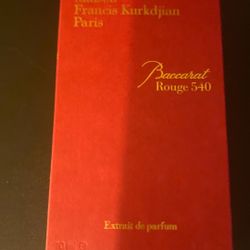 Francis Kurkdjian
Paris
Baccarat
Rouge 540
Extrait de parfum